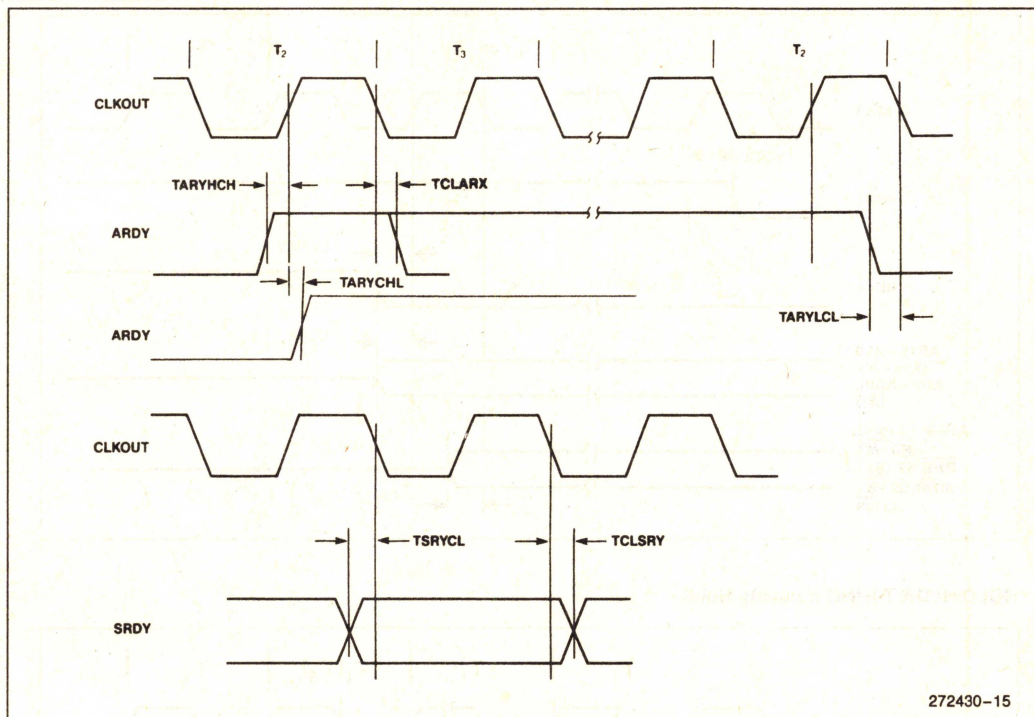 T2 T3 T2
CLKOUT
TARYHCH TCLARX
ARDY
TARYCHL
TARYLCL
ARDY
CLKOUT
TSRYCL TCLSRY
SRDY
272430-15